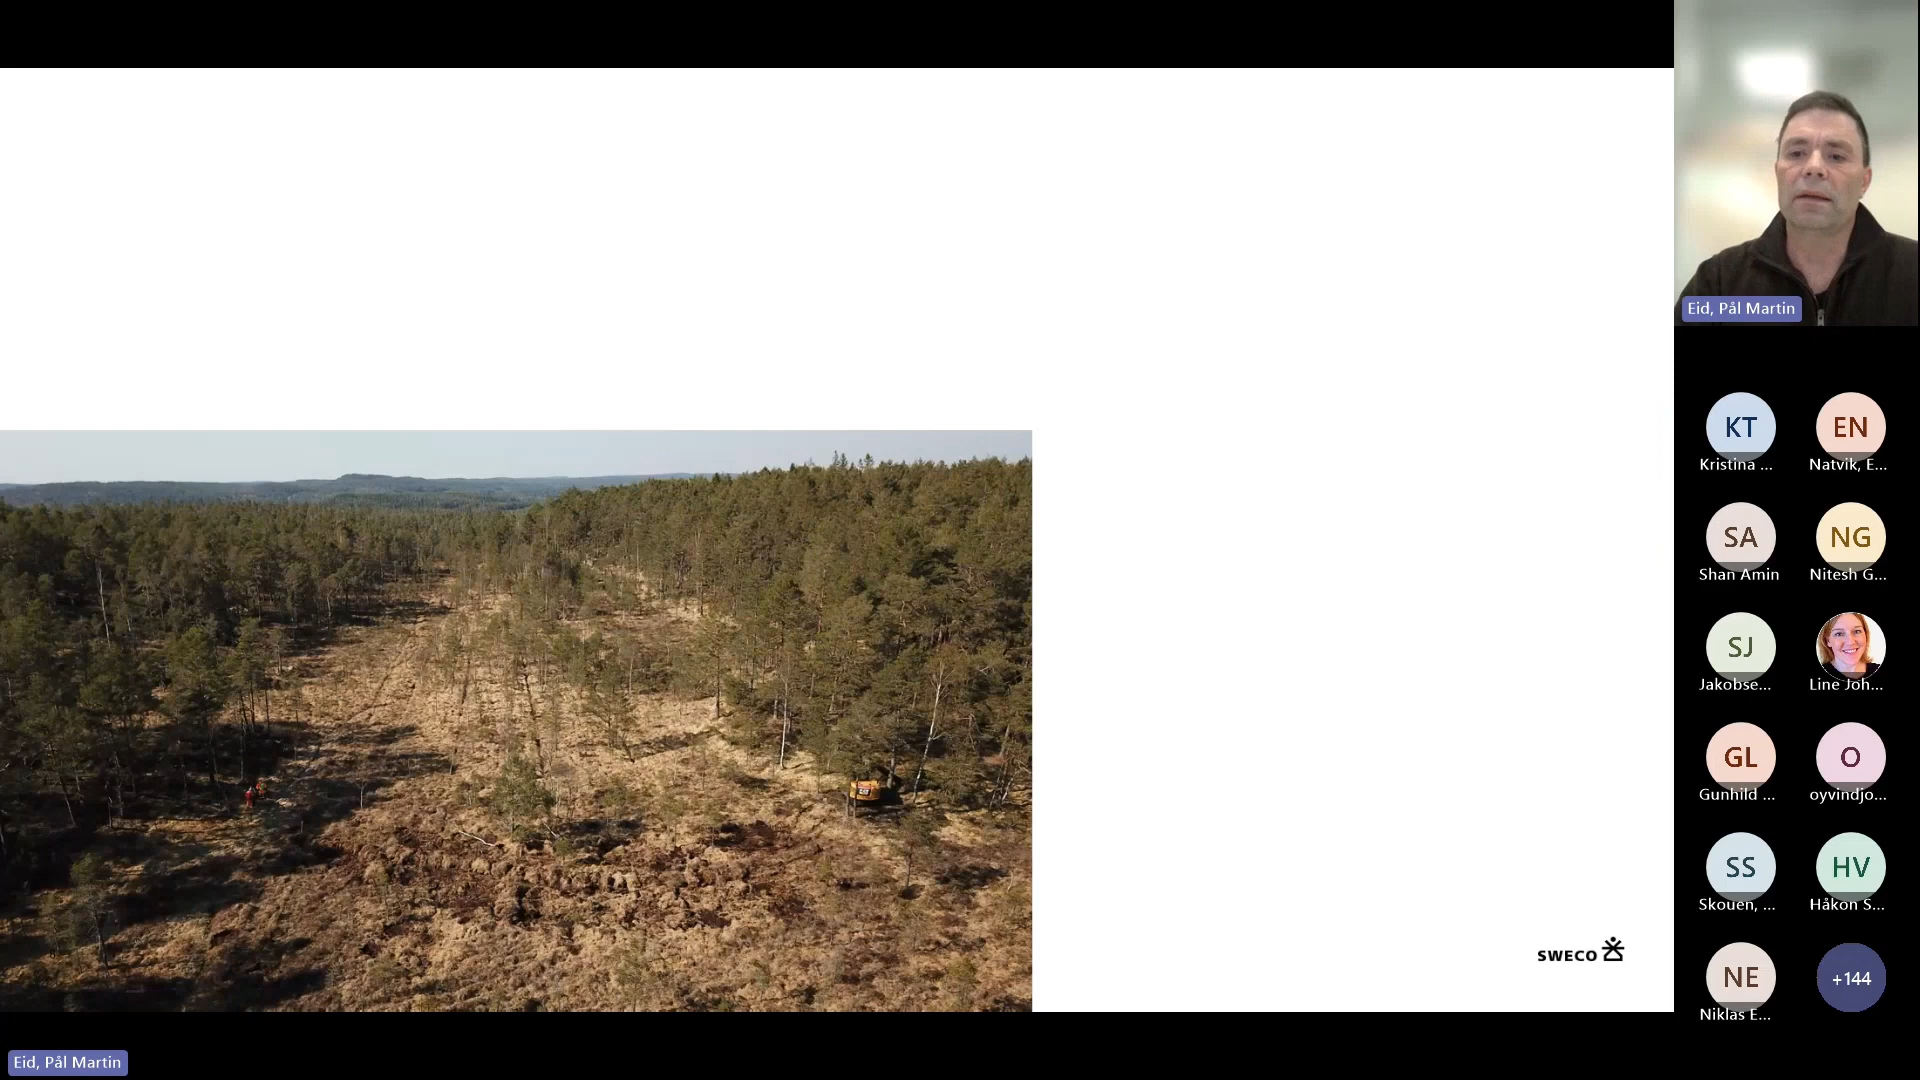 Eid, Pål Martin
KT
EN
Kristina ...
Natvik, E...
SA
NG
Shan Amin
Nitesh G...
SJ
Jakobse...
Line Joh...
GL
O
Gunhild ...
oyvindjo...
SS
HV
Skouen, ...
Håkon S...
NE
+144
Niklas E...
CAT
SWECO
Eid, Pål Martin